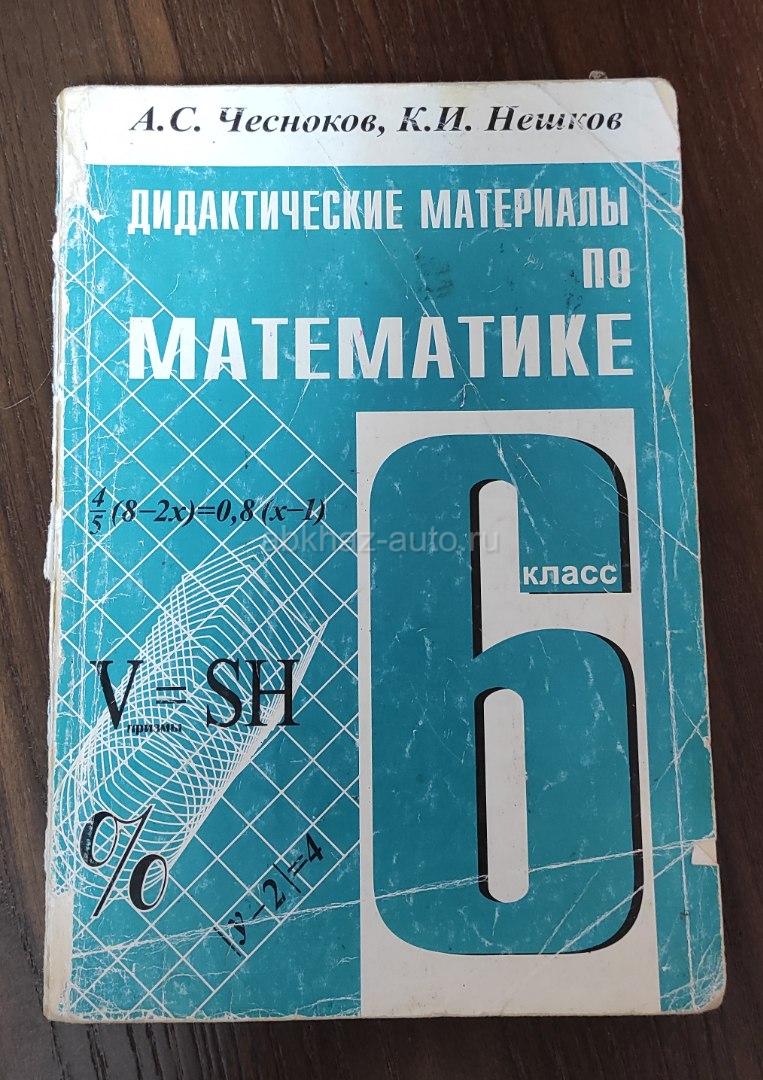 А.С. Чесноков, К.И. Нешков
ДИДАКТИЧЕСКИЕ МАТЕРИАЛЫ
ПО
МАТЕМАТИКЕ
4/5 (8–2x)=0,8 (x–1)
abkhaz-auto.ru
6
класс
V призмы = SH
%
|y–2|=4